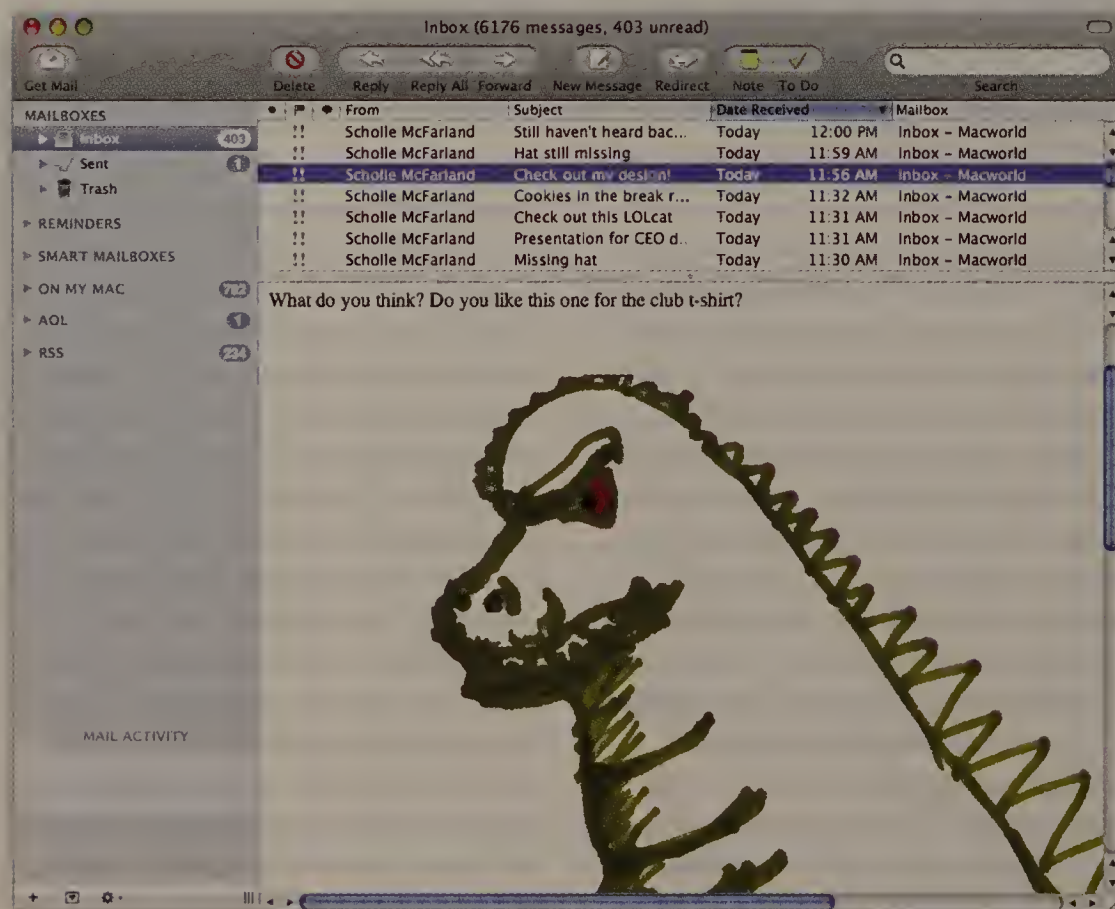 Inbox (6176 messages, 403 unread)
Get Mail Delete Reply Reply All Forward New Message Redirect Note To Do Search
MAILBOXES
Inbox 403
Sent 1
Trash
REMINDERS
SMART MAILBOXES
ON MY MAC 702
AOL 1
RSS 224
MAIL ACTIVITY
From Subject Date Received Mailbox
!! Scholle McFarland Still haven't heard bac... Today 12:00 PM Inbox – Macworld
!! Scholle McFarland Hat still missing Today 11:59 AM Inbox – Macworld
!! Scholle McFarland Check out my design! Today 11:56 AM Inbox – Macworld
!! Scholle McFarland Cookies in the break r... Today 11:32 AM Inbox – Macworld
!! Scholle McFarland Check out this LOLcat Today 11:31 AM Inbox – Macworld
!! Scholle McFarland Presentation for CEO d... Today 11:31 AM Inbox – Macworld
!! Scholle McFarland Missing hat Today 11:30 AM Inbox – Macworld
What do you think? Do you like this one for the club t-shirt?